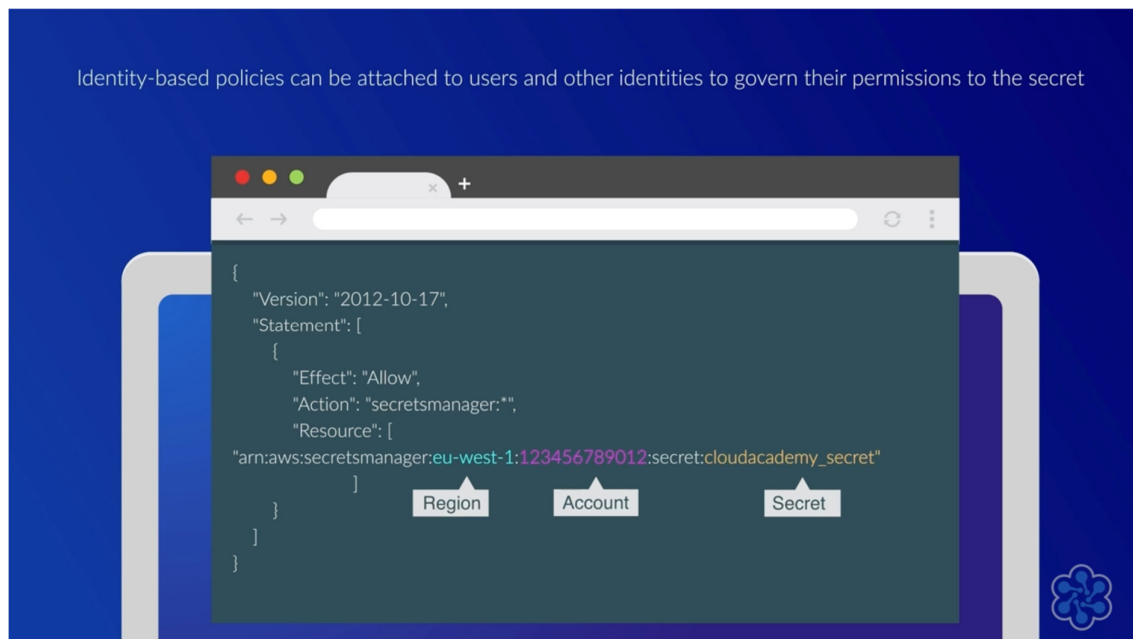 Identity-based policies can be attached to users and other identities to govern their permissions to the secret
{
"Version": "2012-10-17",
"Statement": [
{
"Effect": "Allow",
"Action": "secretsmanager:*",
"Resource": [
"arn:aws:secretsmanager:eu-west-1:123456789012:secret:cloudacademy_secret"
]
Region Account Secret
}
]
}